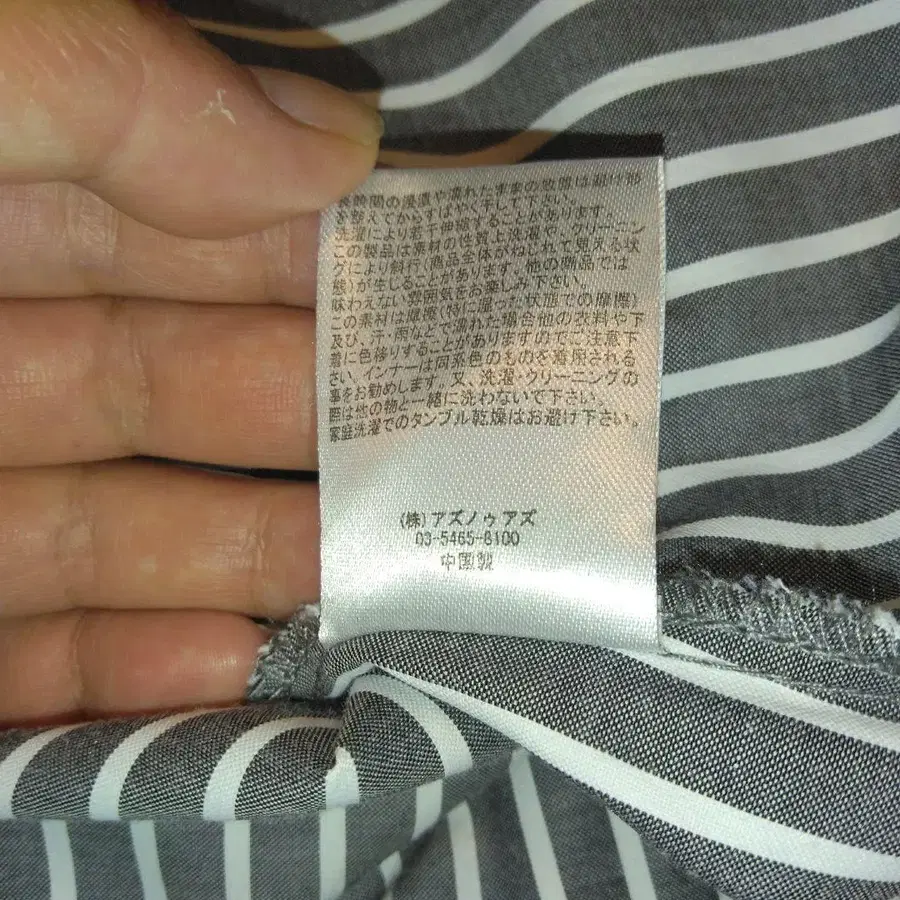 長時間の浸漬や濡れたままの放置は避け形
を整えてからすばやく干して下さい。
洗濯により若干伸縮することがあります。
この製品は素材の性質上洗濯や、クリーニン
グにより斜行(商品全体がねじれて見える状
態)が生じることがあります。他の商品では
味わえない雰囲気をお楽しみ下さい。
この素材は摩擦(特に湿った状態での摩擦)
及び、汗・雨などで濡れた場合他の衣料や下
着に色移りすることがありますのでご注意下
さい。インナーは同系色のものを着用される
事をお勧めします。又、洗濯・クリーニングの
際は他の物と一緒に洗わないで下さい。
家庭洗濯でのタンブル乾燥はお避け下さい。
(株)アズノゥアズ
03-5465-8100
中国製